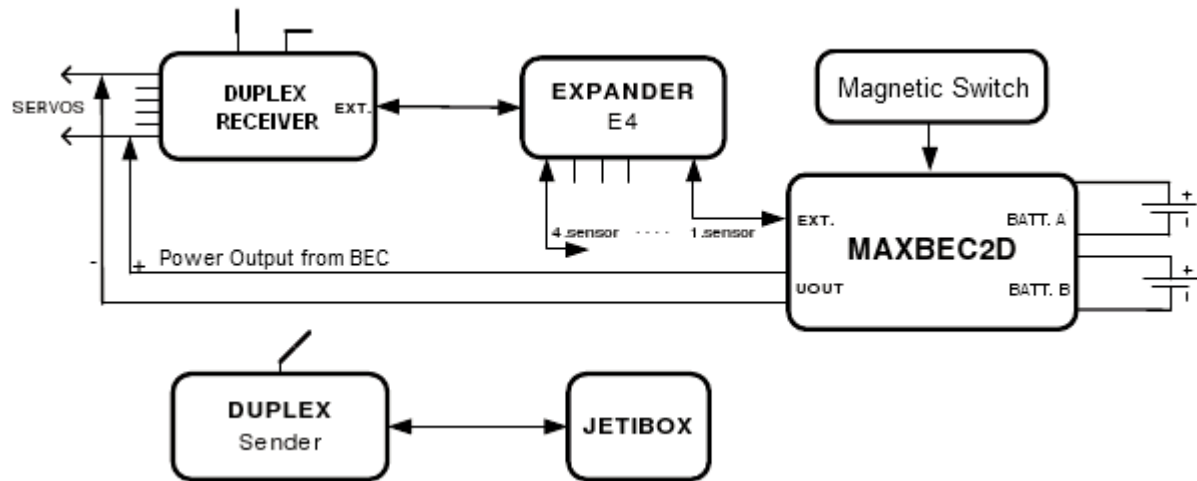 SERVOS
DUPLEX
RECEIVER
EXT.
EXPANDER
E4
Magnetic Switch
4.sensor
....
1.sensor
EXT.
BATT. A
+
-
MAXBEC2D
- + Power Output from BEC
UOUT
BATT. B
+
-
DUPLEX
Sender
JETIBOX